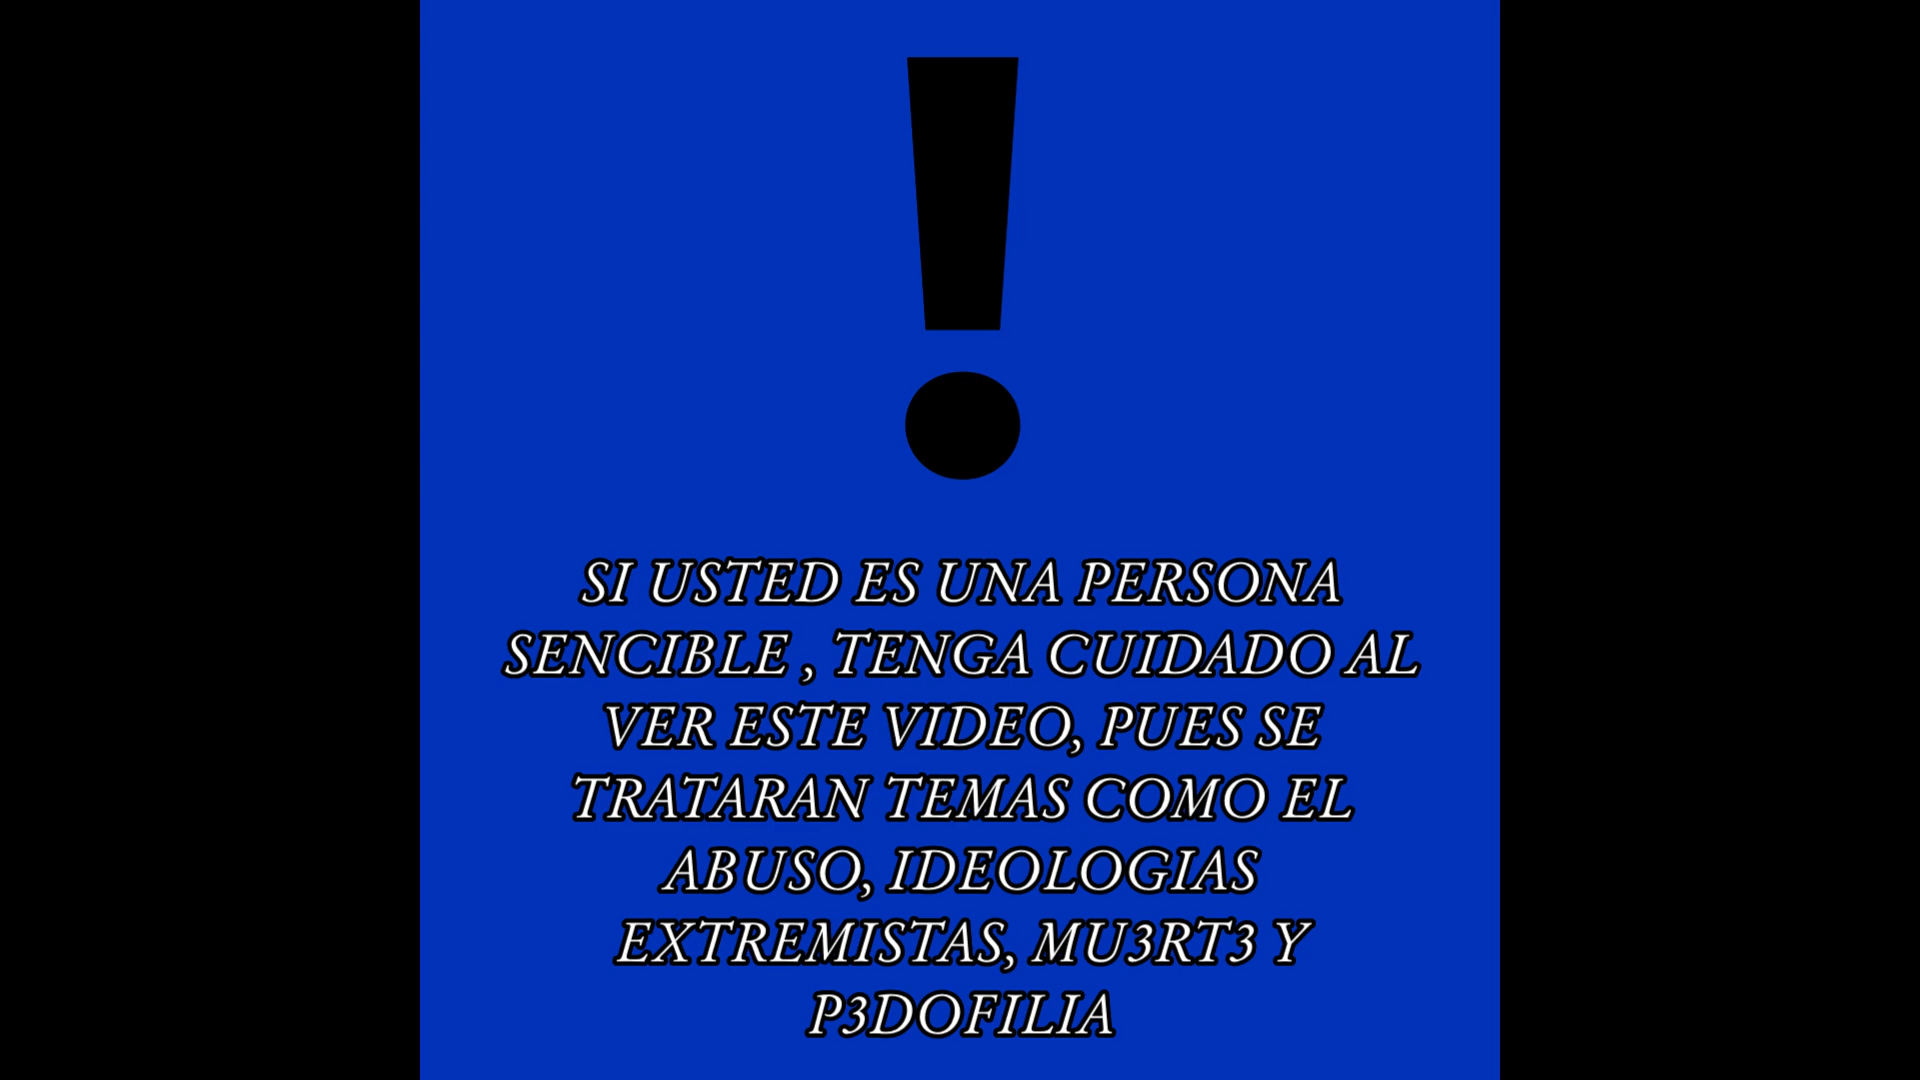 !
SI USTED ES UNA PERSONA
SENCIBLE , TENGA CUIDADO AL
VER ESTE VIDEO, PUES SE
TRATARAN TEMAS COMO EL
ABUSO, IDEOLOGIAS
EXTREMISTAS, MU3RT3 Y
P3DOFILIA